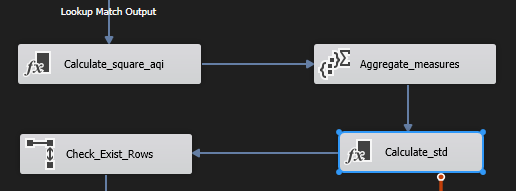 Lookup Match Output
Calculate_square_aqi
Aggregate_measures
Calculate_std
Check_Exist_Rows